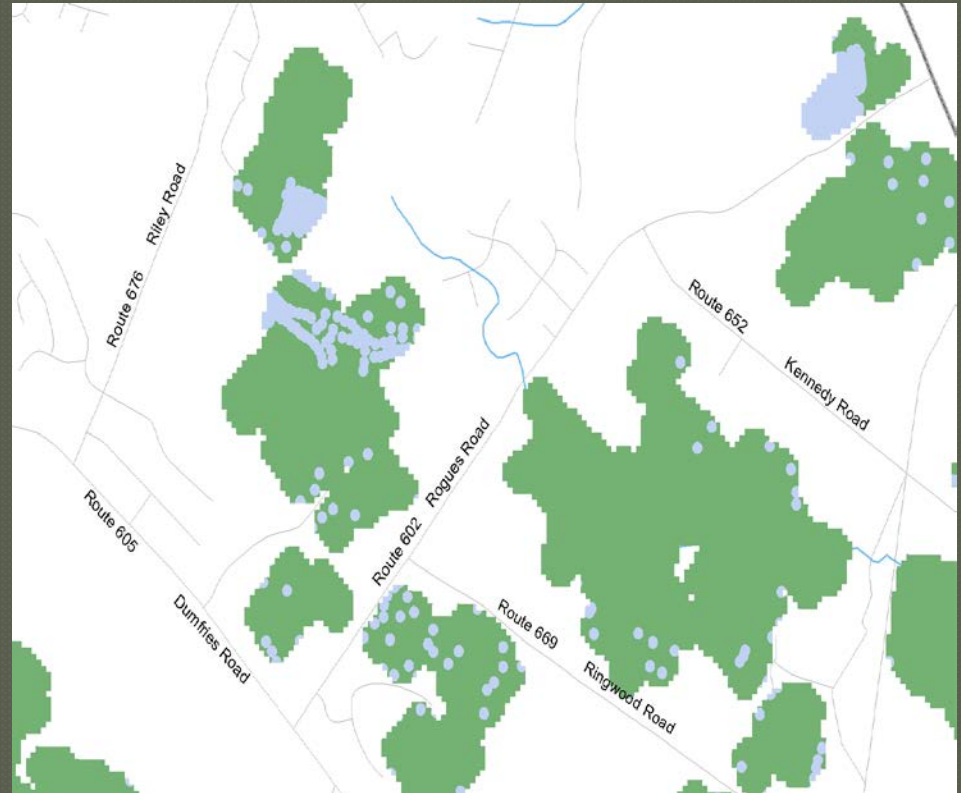 Route 676 Riley Road
Route 652 Kennedy Road
Route 602 Rogues Road
Route 605 Dumfries Road
Route 669 Ringwood Road